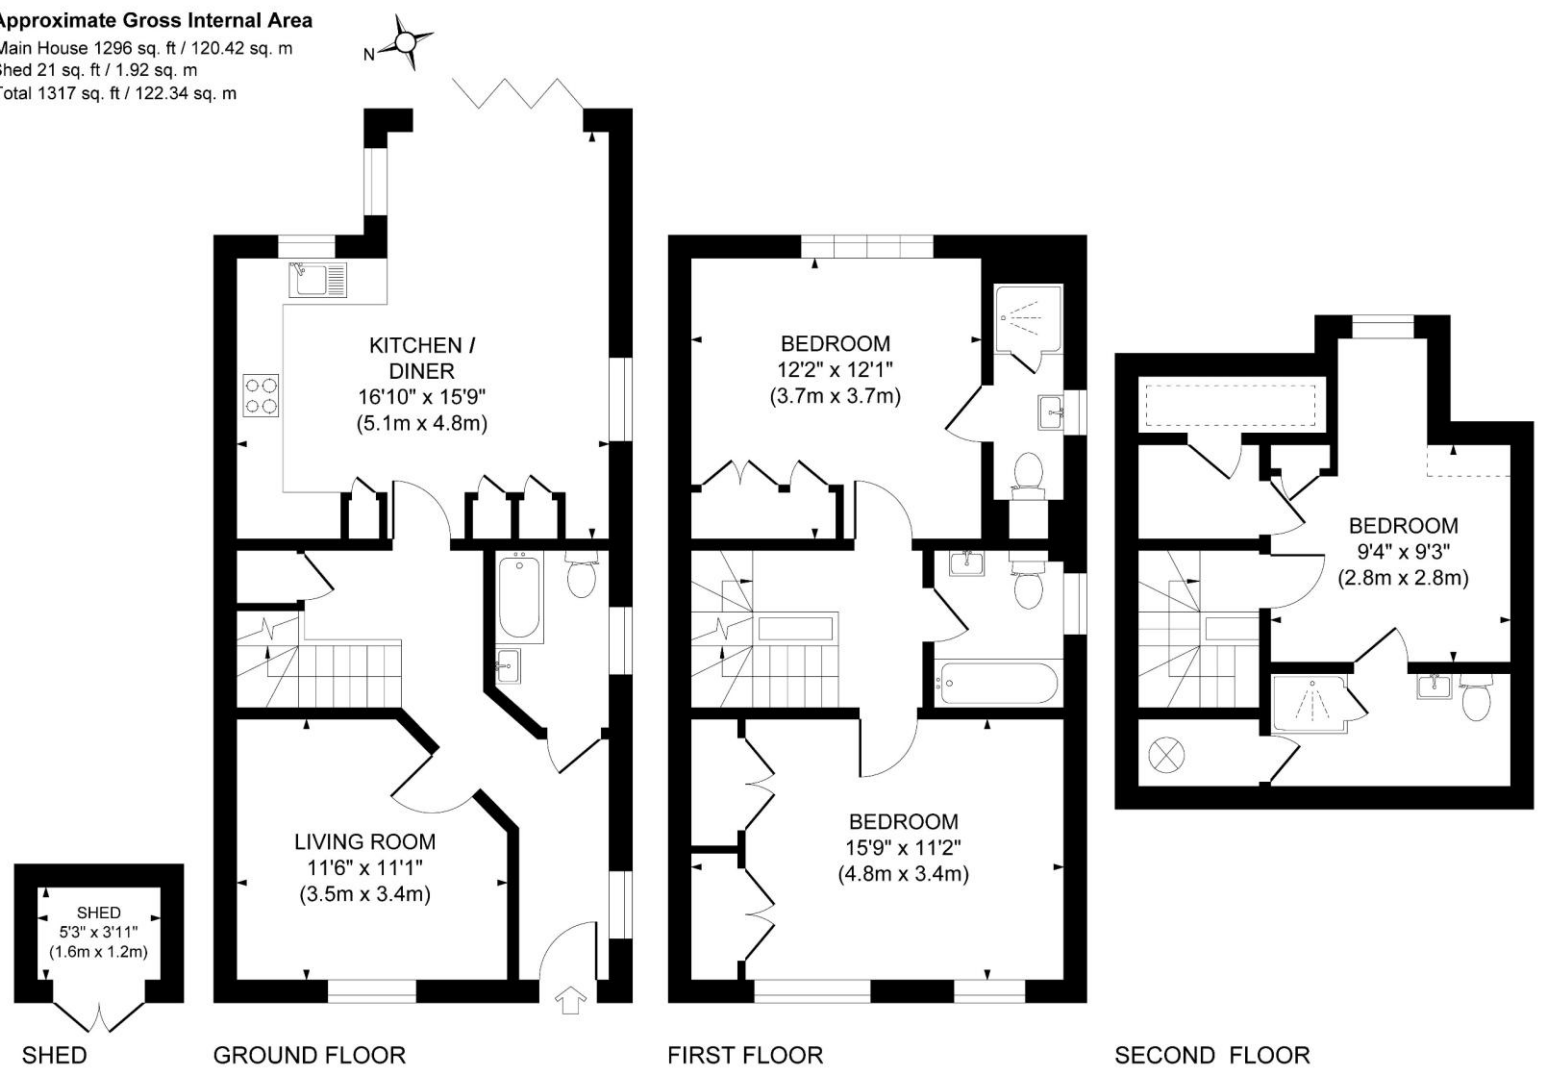 Approximate Gross Internal Area
Main House 1296 sq. ft / 120.42 sq. m
Shed 21 sq. ft / 1.92 sq. m
Total 1317 sq. ft / 122.34 sq. m
N
KITCHEN /
DINER
16'10" x 15'9"
(5.1m x 4.8m)
LIVING ROOM
11'6" x 11'1"
(3.5m x 3.4m)
BEDROOM
12'2" x 12'1"
(3.7m x 3.7m)
BEDROOM
15'9" x 11'2"
(4.8m x 3.4m)
BEDROOM
9'4" x 9'3"
(2.8m x 2.8m)
SHED
5'3" x 3'11"
(1.6m x 1.2m)
SHED
GROUND FLOOR
FIRST FLOOR
SECOND FLOOR